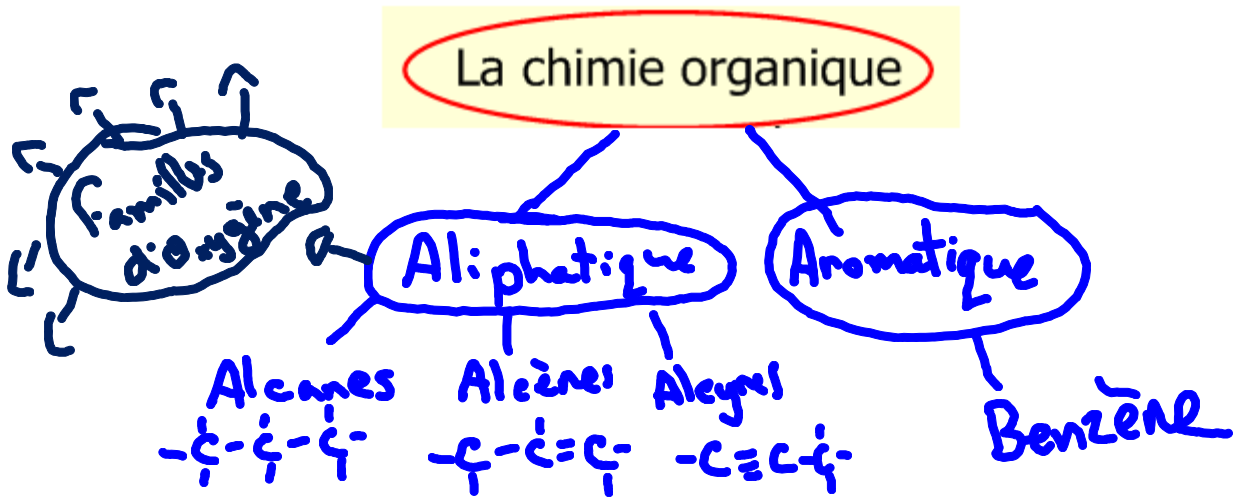 La chimie organique
Familles
d'oxygène
Aliphatique
Aromatique
Alcanes
Alcènes
Alcynes
Benzène
-C-C-C-
-C-C=C-
-C≡C-C-